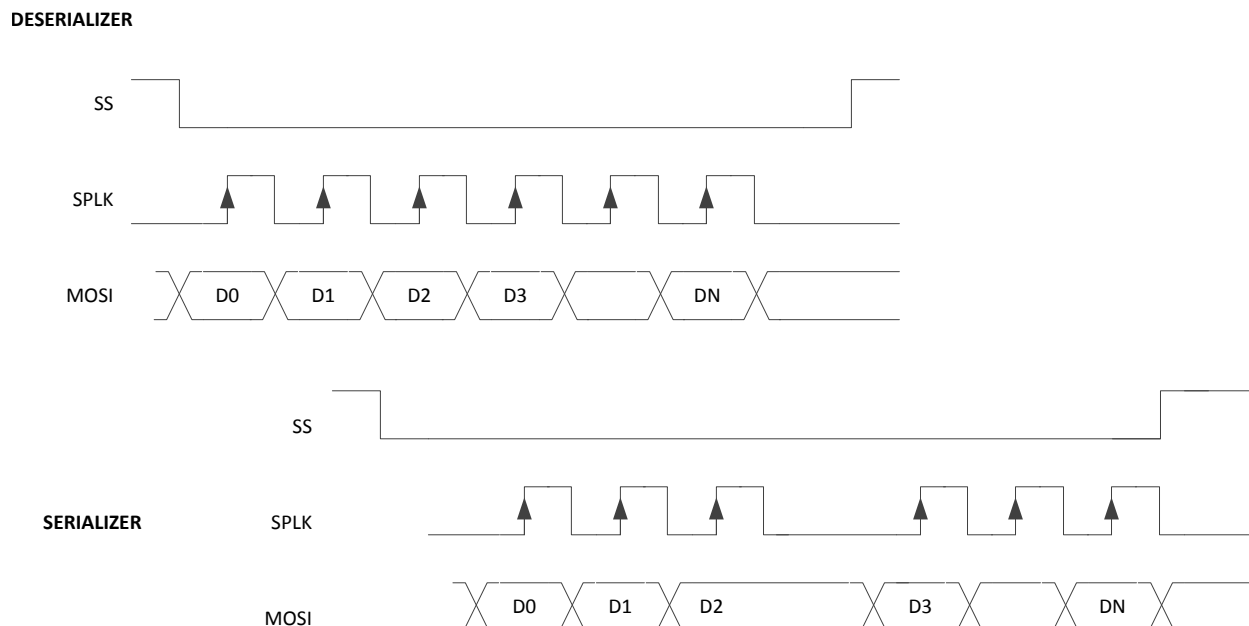 DESERIALIZER
SS
SPLK
MOSI D0 D1 D2 D3 DN
SS
SERIALIZER SPLK
MOSI D0 D1 D2 D3 DN